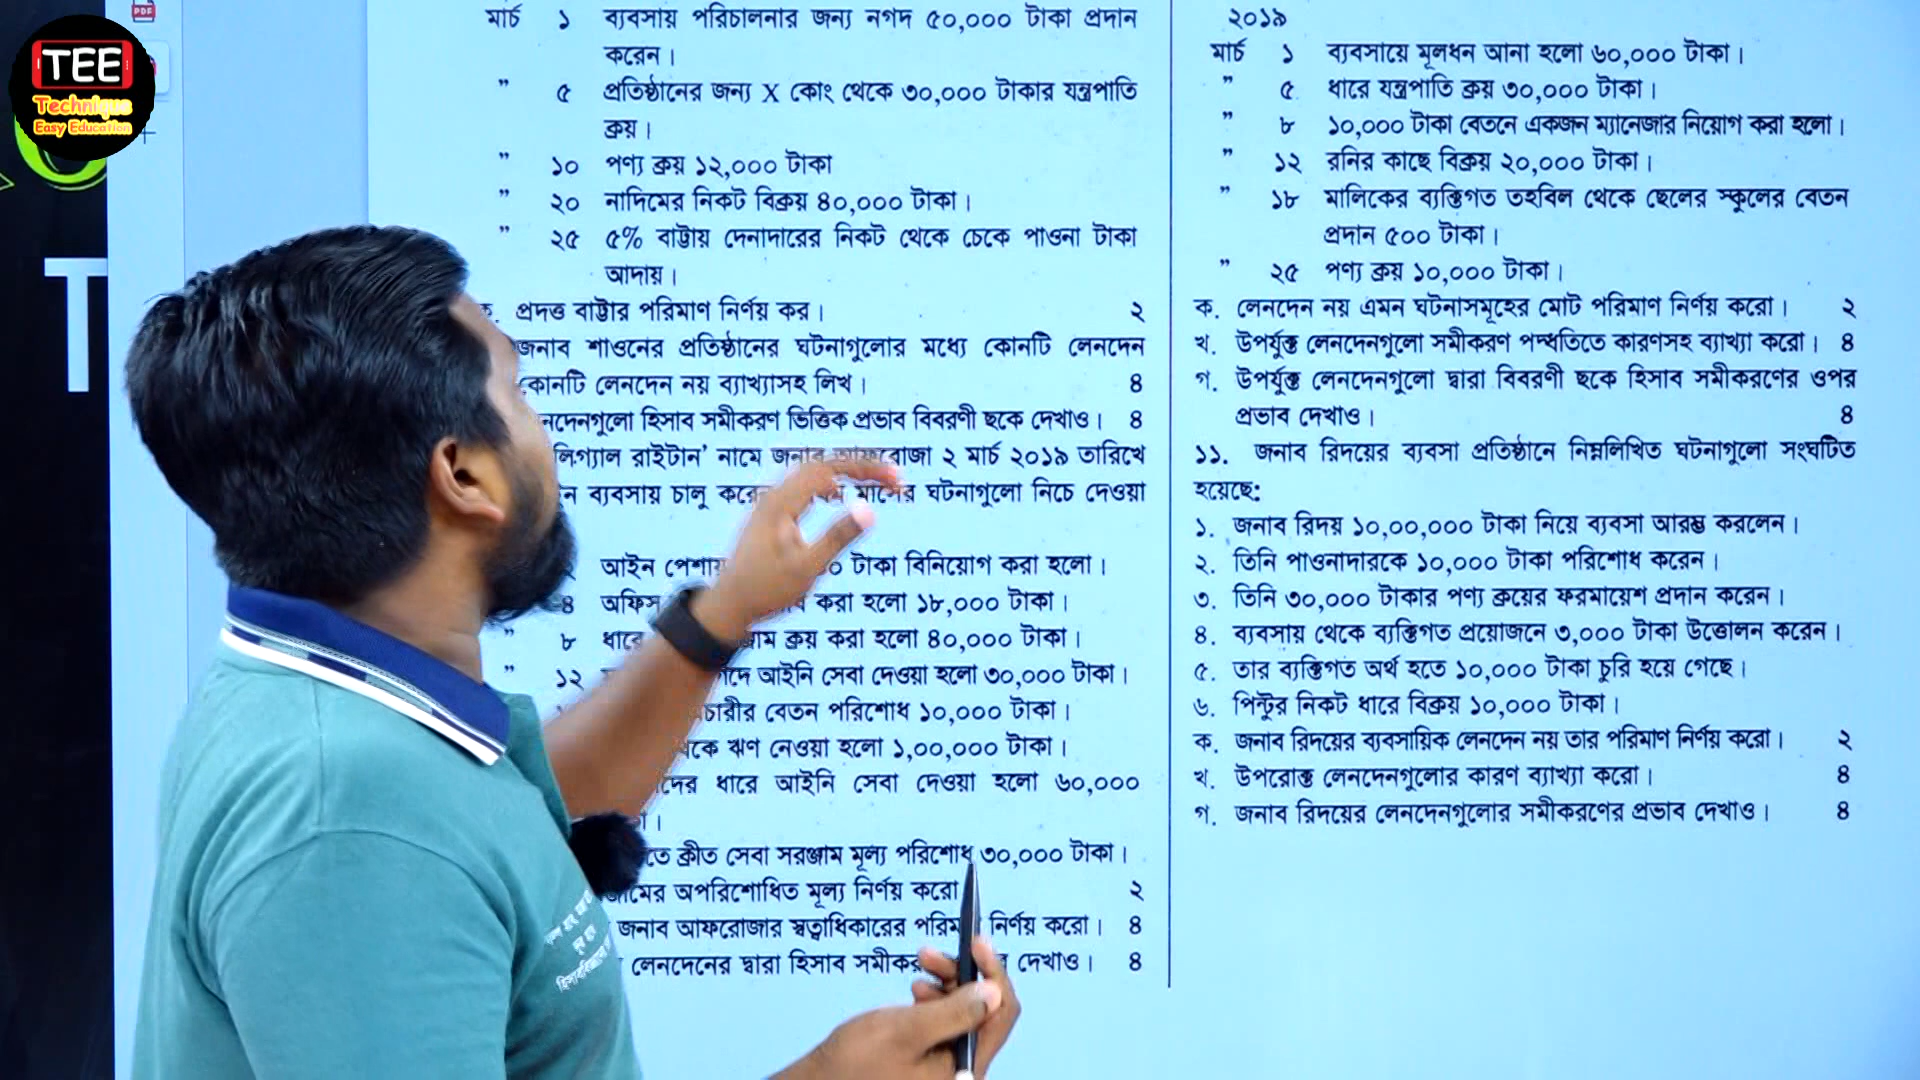 TEE
Technique
Easy Education
PDF
T
মার্চ ১ ব্যবসায় পরিচালনার জন্য নগদ ৫০,০০০ টাকা প্রদান
করেন।
” ৫ প্রতিষ্ঠানের জন্য X কোং থেকে ৩০,০০০ টাকার যন্ত্রপাতি
ক্রয়।
” ১০ পণ্য ক্রয় ১২,০০০ টাকা
” ২০ নাদিমের নিকট বিক্রয় ৪০,০০০ টাকা।
” ২৫ ৫% বাট্টায় দেনাদারের নিকট থেকে চেকে পাওনা টাকা
আদায়।
ক. প্রদত্ত বাট্টার পরিমাণ নির্ণয় কর। ২
জনাব শাওনের প্রতিষ্ঠানের ঘটনাগুলোর মধ্যে কোনটি লেনদেন
কোনটি লেনদেন নয় ব্যাখ্যাসহ লিখ। ৪
নদেনগুলো হিসাব সমীকরণ ভিত্তিক প্রভাব বিবরণী ছকে দেখাও। ৪
লিগ্যাল রাইটান’ নামে জনাব আফরোজা ২ মার্চ ২০১৯ তারিখে
ব্যবসায় চালু মাসের ঘটনাগুলো নিচে দেওয়া
আইন পেশায় টাকা বিনিয়োগ করা হলো।
৪ অফিস করা হলো ১৮,০০০ টাকা।
” ৮ ধারে ক্রয় করা হলো ৪০,০০০ টাকা।
” ১২ আইনি সেবা দেওয়া হলো ৩০,০০০ টাকা।
চারীর বেতন পরিশোধ ১০,০০০ টাকা।
কে ঋণ নেওয়া হলো ১,০০,০০০ টাকা।
দের ধারে আইনি সেবা দেওয়া হলো ৬০,০০০
।
তে ক্রীত সেবা সরঞ্জাম মূল্য পরিশোধ ৩০,০০০ টাকা।
মের অপরিশোধিত মূল্য নির্ণয় করো ২
জনাব আফরোজার স্বত্বাধিকারের নির্ণয় করো। ৪
লেনদেনের দ্বারা হিসাব দেখাও। ৪
২০১৯
মার্চ ১ ব্যবসায়ে মূলধন আনা হলো ৬০,০০০ টাকা।
” ৫ ধারে যন্ত্রপাতি ক্রয় ৩০,০০০ টাকা।
” ৮ ১০,০০০ টাকা বেতনে একজন ম্যানেজার নিয়োগ করা হলো।
” ১২ রনির কাছে বিক্রয় ২০,০০০ টাকা।
” ১৮ মালিকের ব্যক্তিগত তহবিল থেকে ছেলের স্কুলের বেতন
প্রদান ৫০০ টাকা।
” ২৫ পণ্য ক্রয় ১০,০০০ টাকা।
ক. লেনদেন নয় এমন ঘটনাসমূহের মোট পরিমাণ নির্ণয় করো। ২
খ. উপর্যুক্ত লেনদেনগুলো সমীকরণ পদ্ধতিতে কারণসহ ব্যাখ্যা করো। ৪
গ. উপর্যুক্ত লেনদেনগুলো দ্বারা বিবরণী ছকে হিসাব সমীকরণের ওপর
প্রভাব দেখাও। ৪
১১. জনাব রিদয়ের ব্যবসা প্রতিষ্ঠানে নিম্নলিখিত ঘটনাগুলো সংঘটিত
হয়েছে:
১. জনাব রিদয় ১০,০০,০০০ টাকা নিয়ে ব্যবসা আরম্ভ করলেন।
২. তিনি পাওনাদারকে ১০,০০০ টাকা পরিশোধ করেন।
৩. তিনি ৩০,০০০ টাকার পণ্য ক্রয়ের ফরমায়েশ প্রদান করেন।
৪. ব্যবসায় থেকে ব্যক্তিগত প্রয়োজনে ৩,০০০ টাকা উত্তোলন করেন।
৫. তার ব্যক্তিগত অর্থ হতে ১০,০০০ টাকা চুরি হয়ে গেছে।
৬. পিন্টুর নিকট ধারে বিক্রয় ১০,০০০ টাকা।
ক. জনাব রিদয়ের ব্যবসায়িক লেনদেন নয় তার পরিমাণ নির্ণয় করো। ২
খ. উপরোক্ত লেনদেনগুলোর কারণ ব্যাখ্যা করো। ৪
গ. জনাব রিদয়ের লেনদেনগুলোর সমীকরণের প্রভাব দেখাও। ৪